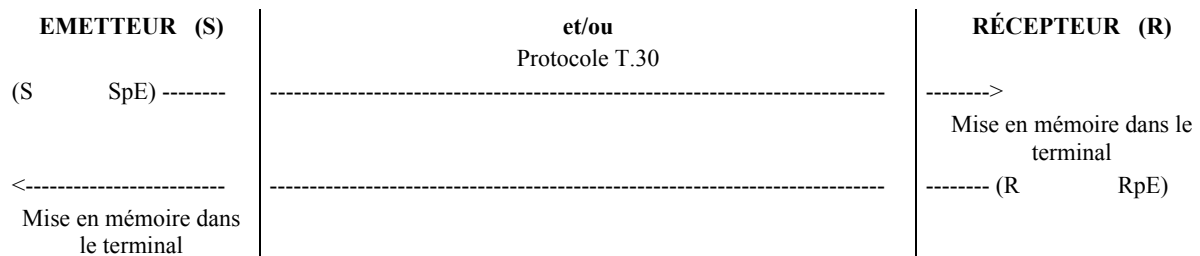 EMETTEUR (S) et/ou RÉCEPTEUR (R)
Protocole T.30
(S SpE) -------- ----------------------------------------------------------------------------- -------->
Mise en mémoire dans le
terminal
<------------------------- ----------------------------------------------------------------------------- -------- (R RpE)
Mise en mémoire dans
le terminal